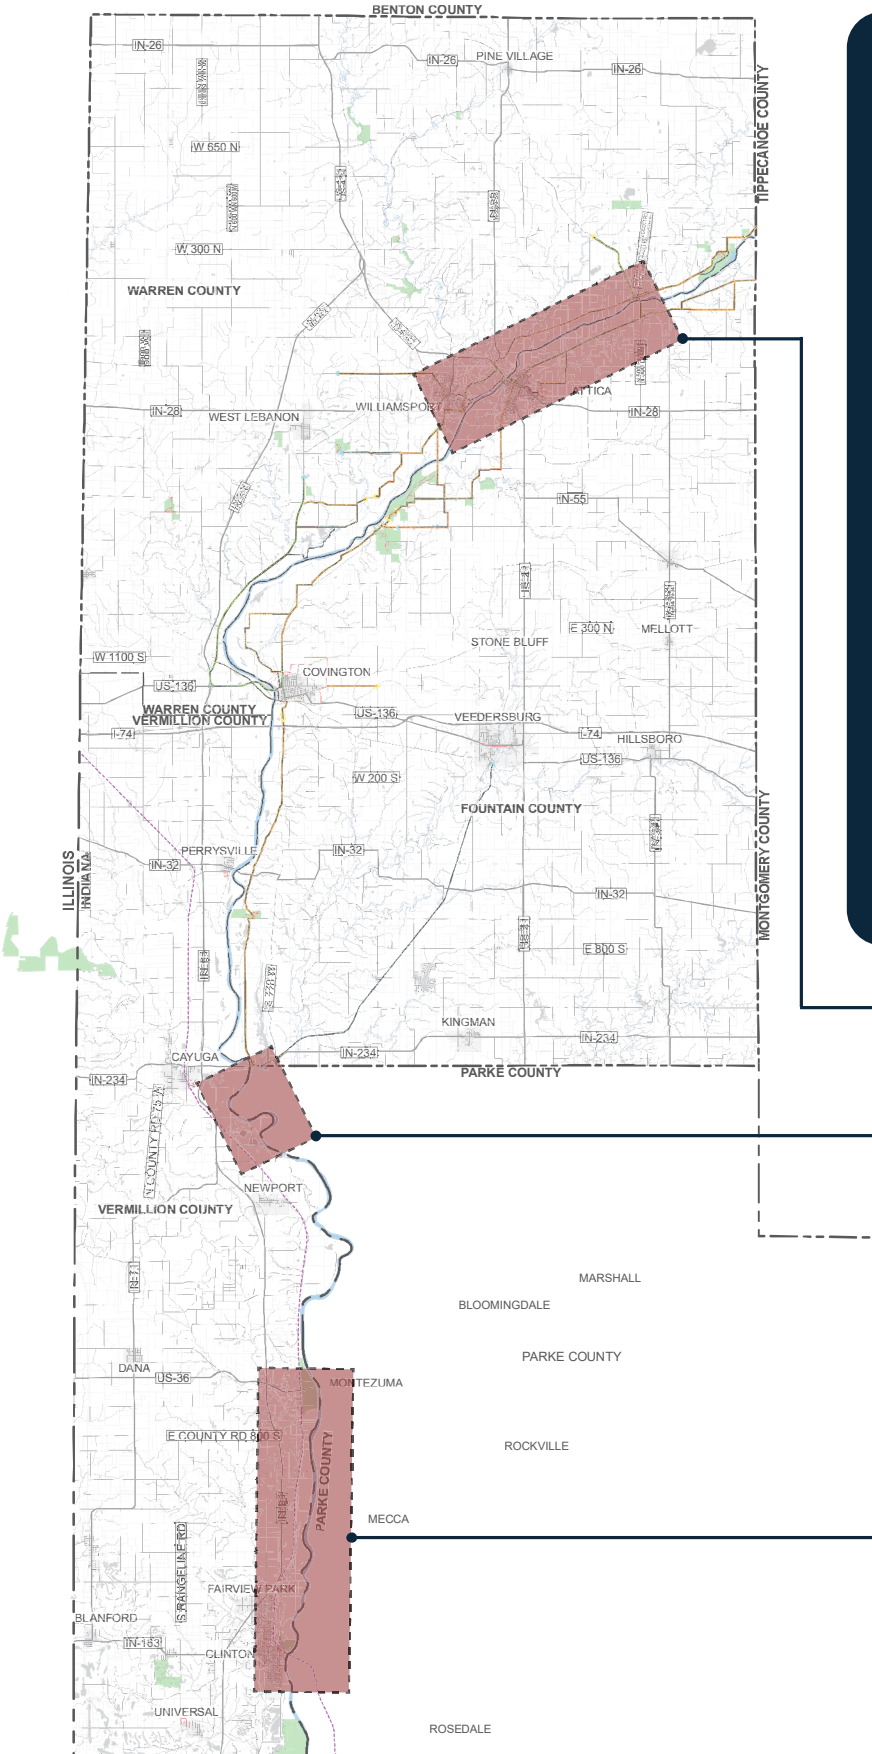 BENTON COUNTY
IN-26
IN-26
PINE VILLAGE
IN-26
TIPPECANOE COUNTY
W 650 N
W 300 N
WARREN COUNTY
ATTICA
WILLIAMSPORT
IN-28
WEST LEBANON
IN-28
IN-55
E 300 N
MELLOTT
STONE BLUFF
W 1100 S
COVINGTON
US-136
WARREN COUNTY
VERMILLION COUNTY
US-136
VEEDERSBURG
I-74
I-74
HILLSBORO
US-136
W 200 S
FOUNTAIN COUNTY
MONTGOMERY COUNTY
ILLINOIS
INDIANA
PERRYSVILLE
IN-32
IN-32
IN-32
E 800 S
KINGMAN
IN-234
IN-234
CAYUGA
IN-234
PARKE COUNTY
N COUNTY RD 75 W
NEWPORT
VERMILLION COUNTY
MARSHALL
BLOOMINGDALE
PARKE COUNTY
DANA
US-36
MONTEZUMA
E COUNTY RD 800 S
PARKE COUNTY
ROCKVILLE
MECCA
S RANGELINE RD
FAIRVIEW PARK
BLANFORD
IN-163
CLINTON
UNIVERSAL
ROSEDALE